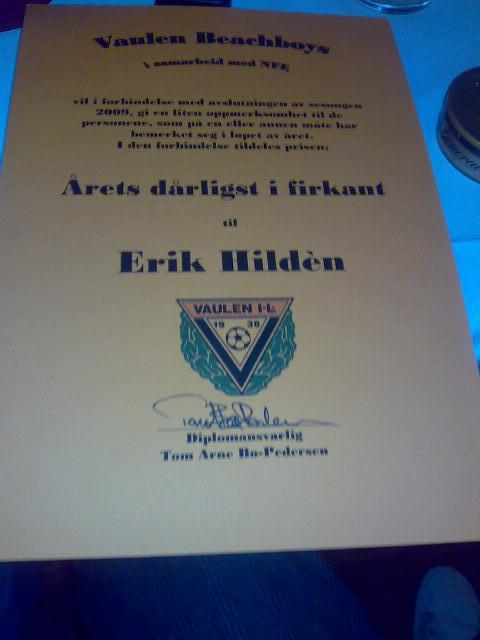 Vaulen Beachboys
i samarbeid med NFF
vil i forbindelse med avslutningen av sesongen
2009, gi en liten oppmerksomhet til de
personene, som på en eller annen måte har
bemerket seg i løpet av året.
I den forbindelse tildeles prisen;
Årets dårligst i firkant
til
Erik Hildèn
VAULEN I.L.
19 38
Diplomansvarlig
Tom Arne Bo-Pedersen